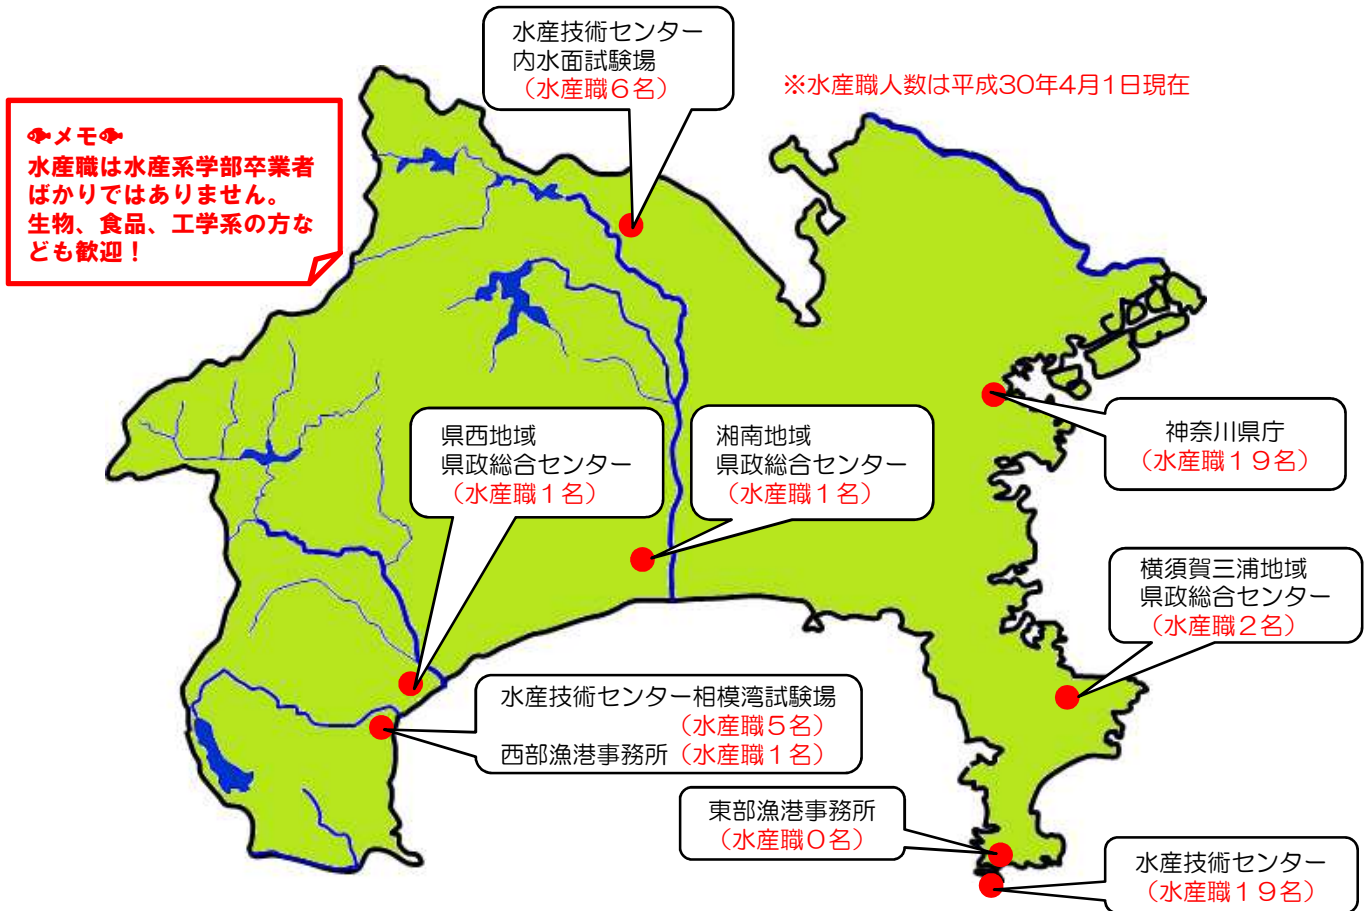 水産技術センター
内水面試験場
（水産職６名）
※水産職人数は平成30年4月1日現在
メモ
水産職は水産系学部卒業者
ばかりではありません。
生物、食品、工学系の方な
ども歓迎！
県西地域
県政総合センター
（水産職１名）
湘南地域
県政総合センター
（水産職１名）
神奈川県庁
（水産職１９名）
横須賀三浦地域
県政総合センター
（水産職２名）
水産技術センター相模湾試験場
（水産職５名）
西部漁港事務所（水産職１名）
東部漁港事務所
（水産職０名）
水産技術センター
（水産職１９名）